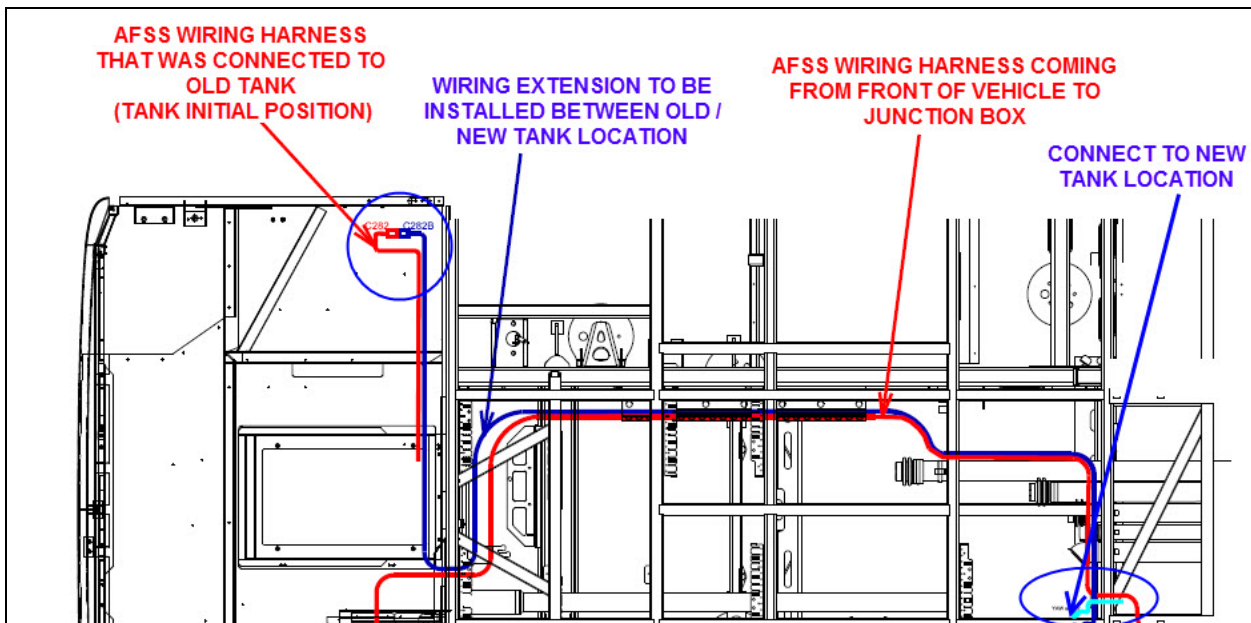 AFSS WIRING HARNESS
THAT WAS CONNECTED TO
OLD TANK
(TANK INITIAL POSITION)
WIRING EXTENSION TO BE
INSTALLED BETWEEN OLD /
NEW TANK LOCATION
AFSS WIRING HARNESS COMING
FROM FRONT OF VEHICLE TO
JUNCTION BOX
CONNECT TO NEW
TANK LOCATION
C282 C282B